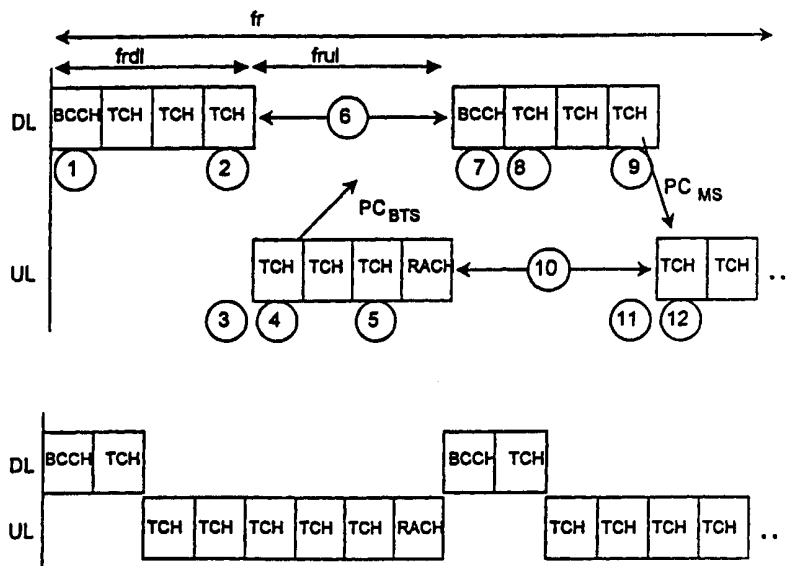 fr
frdl frul
DL BCCH TCH TCH TCH 6 BCCH TCH TCH TCH
1 2 7 8 9
PC BTS PC MS
UL TCH TCH TCH RACH 10 TCH TCH ..
3 4 5 11 12
DL BCCH TCH BCCH TCH
UL TCH TCH TCH TCH TCH RACH TCH TCH TCH TCH ..